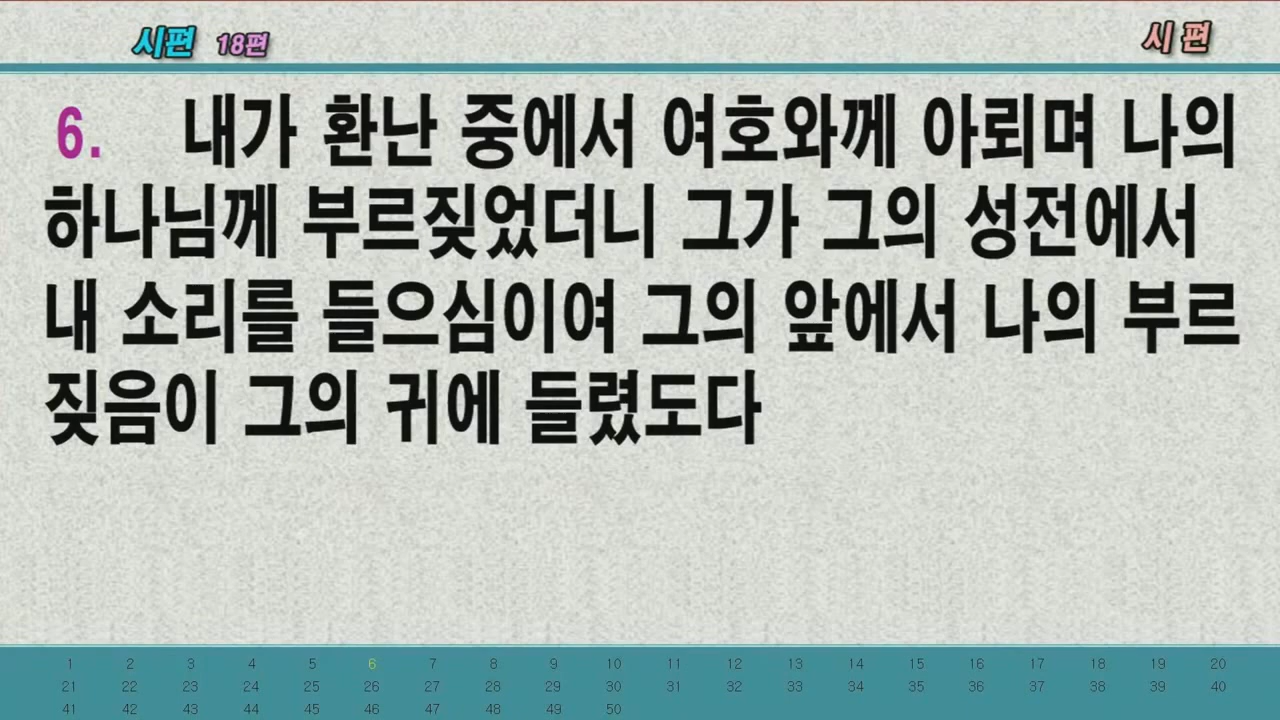 시편 18편 시 편
6. 내가 환난 중에서 여호와께 아뢰며 나의
하나님께 부르짖었더니 그가 그의 성전에서
내 소리를 들으심이여 그의 앞에서 나의 부르
짖음이 그의 귀에 들렸도다
1 2 3 4 5 6 7 8 9 10 11 12 13 14 15 16 17 18 19 20
21 22 23 24 25 26 27 28 29 30 31 32 33 34 35 36 37 38 39 40
41 42 43 44 45 46 47 48 49 50